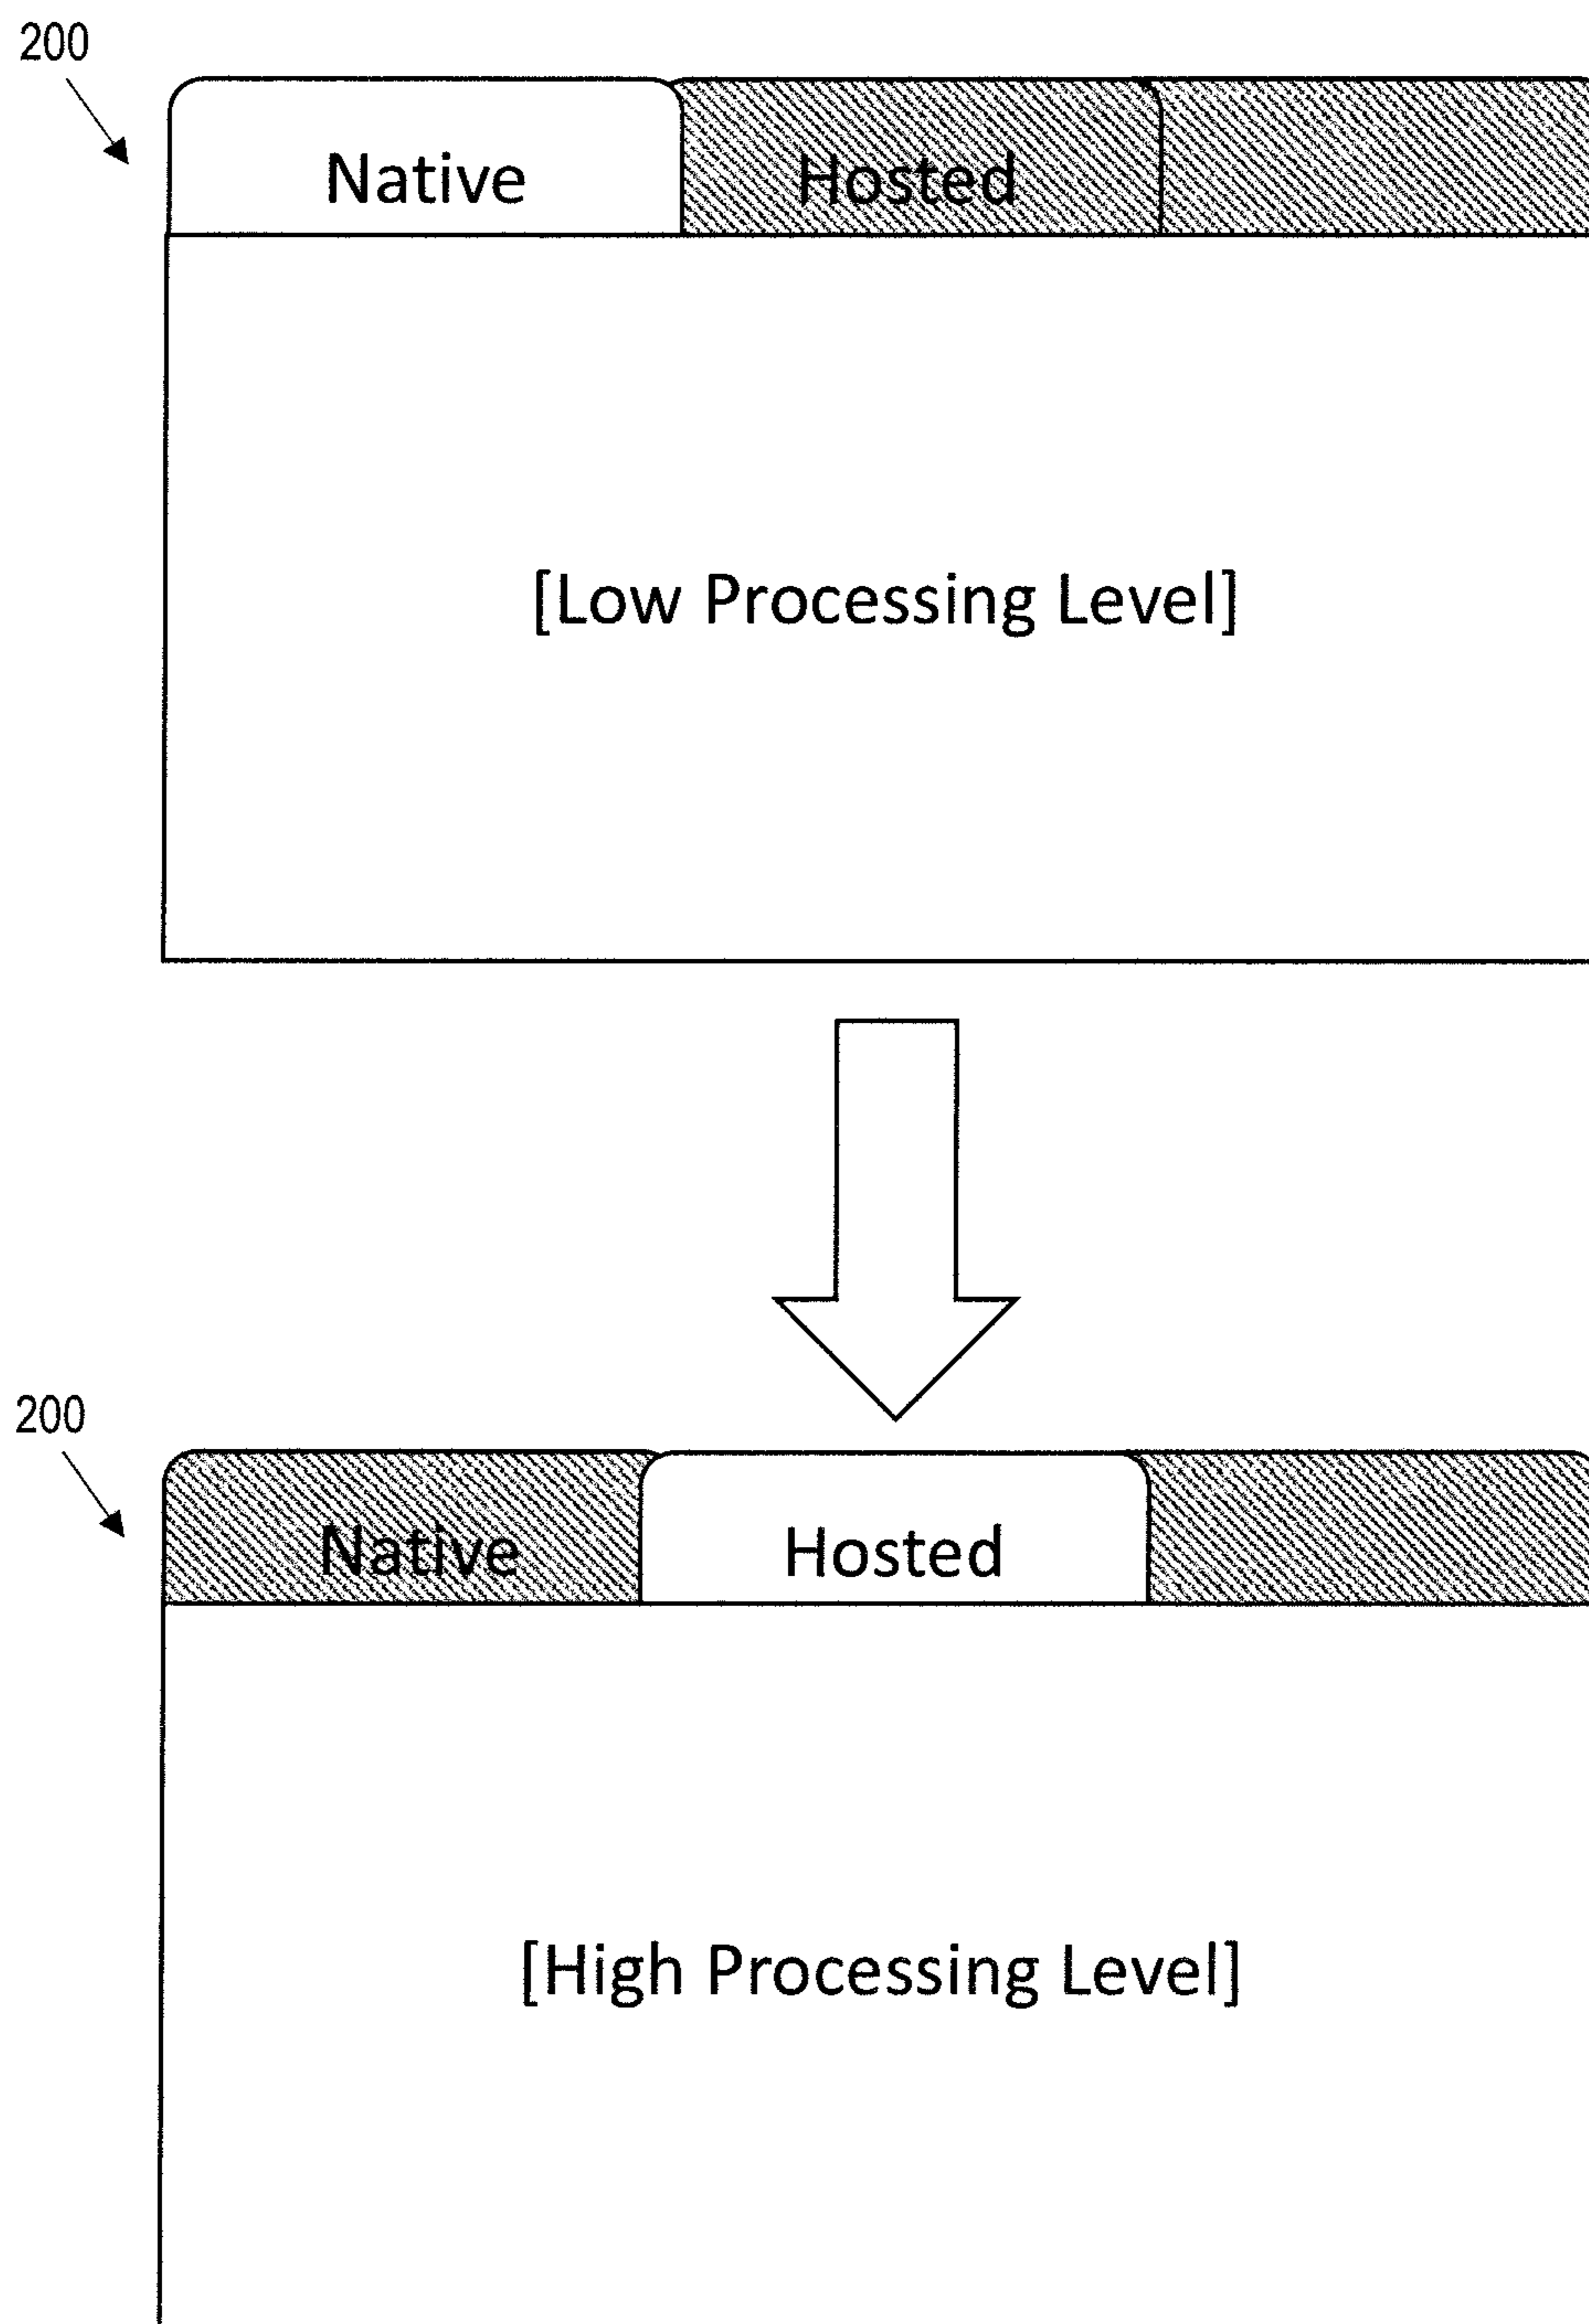 200
Native Hosted
[Low Processing Level]
200
Native Hosted
[High Processing Level]